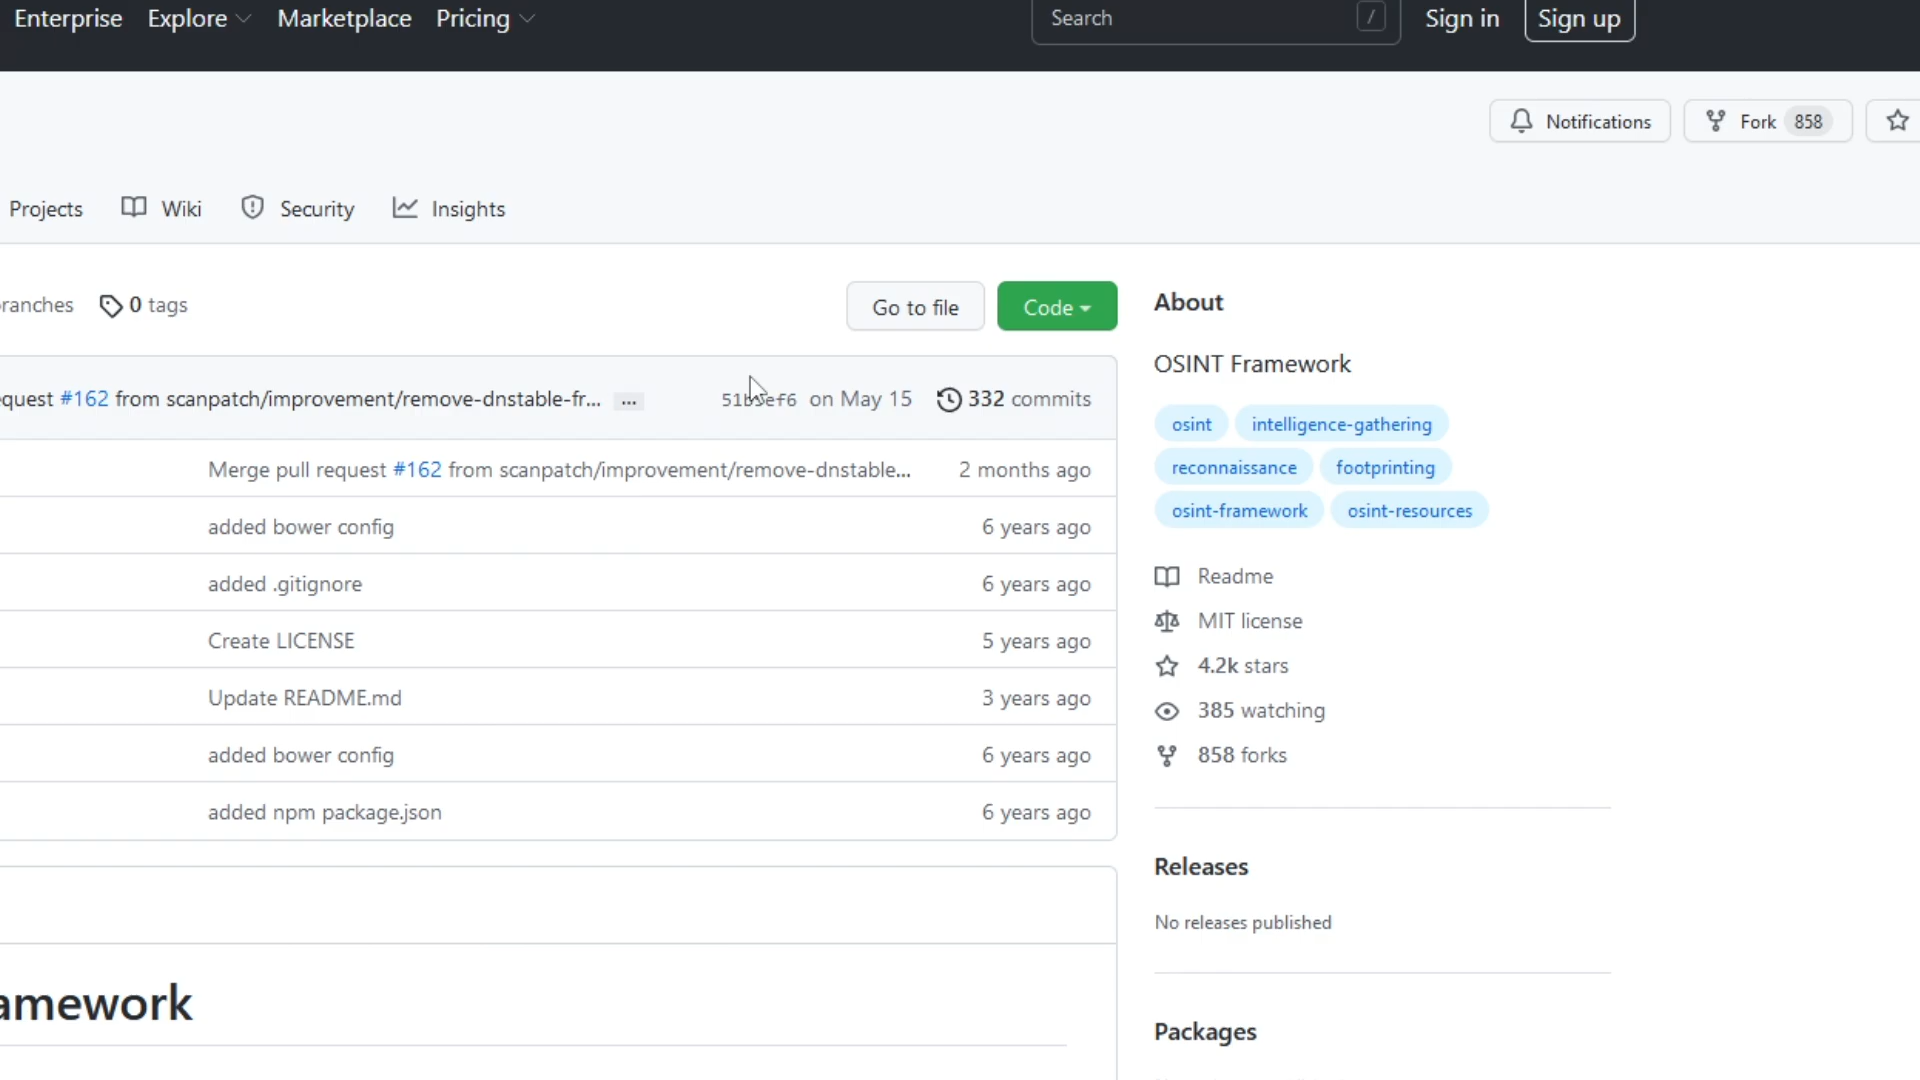 Enterprise Explore Marketplace Pricing Search / Sign in Sign up
Notifications Fork 858
Projects Wiki Security Insights
ranches 0 tags Go to file Code
quest #162 from scanpatch/improvement/remove-dnstable-fr... ... on May 15 332 commits
Merge pull request #162 from scanpatch/improvement/remove-dnstable... 2 months ago
added bower config 6 years ago
added .gitignore 6 years ago
Create LICENSE 5 years ago
Update README.md 3 years ago
added bower config 6 years ago
added npm package.json 6 years ago
amework
About
OSINT Framework
osint intelligence-gathering
reconnaissance footprinting
osint-framework osint-resources
Readme
MIT license
4.2k stars
385 watching
858 forks
Releases
No releases published
Packages